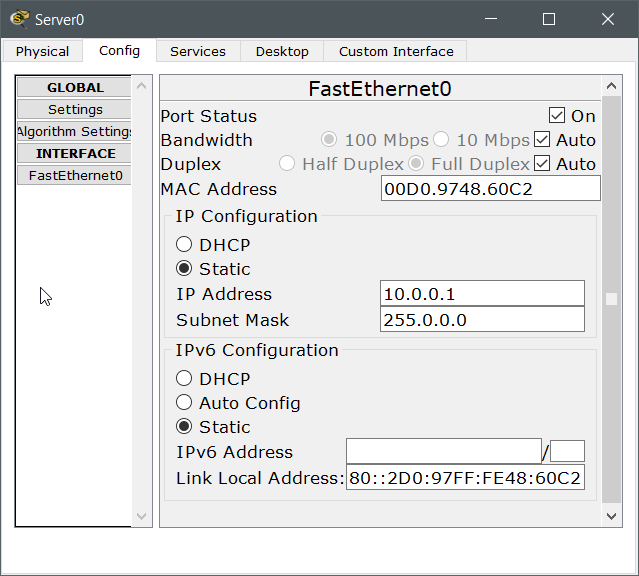 Server0
Physical Config Services Desktop Custom Interface
GLOBAL
Settings
Algorithm Settings
INTERFACE
FastEthernet0
FastEthernet0
Port Status On
Bandwidth 100 Mbps 10 Mbps Auto
Duplex Half Duplex Full Duplex Auto
MAC Address 00D0.9748.60C2
IP Configuration
DHCP
Static
IP Address 10.0.0.1
Subnet Mask 255.0.0.0
IPv6 Configuration
DHCP
Auto Config
Static
IPv6 Address /
Link Local Address: 80::2D0:97FF:FE48:60C2